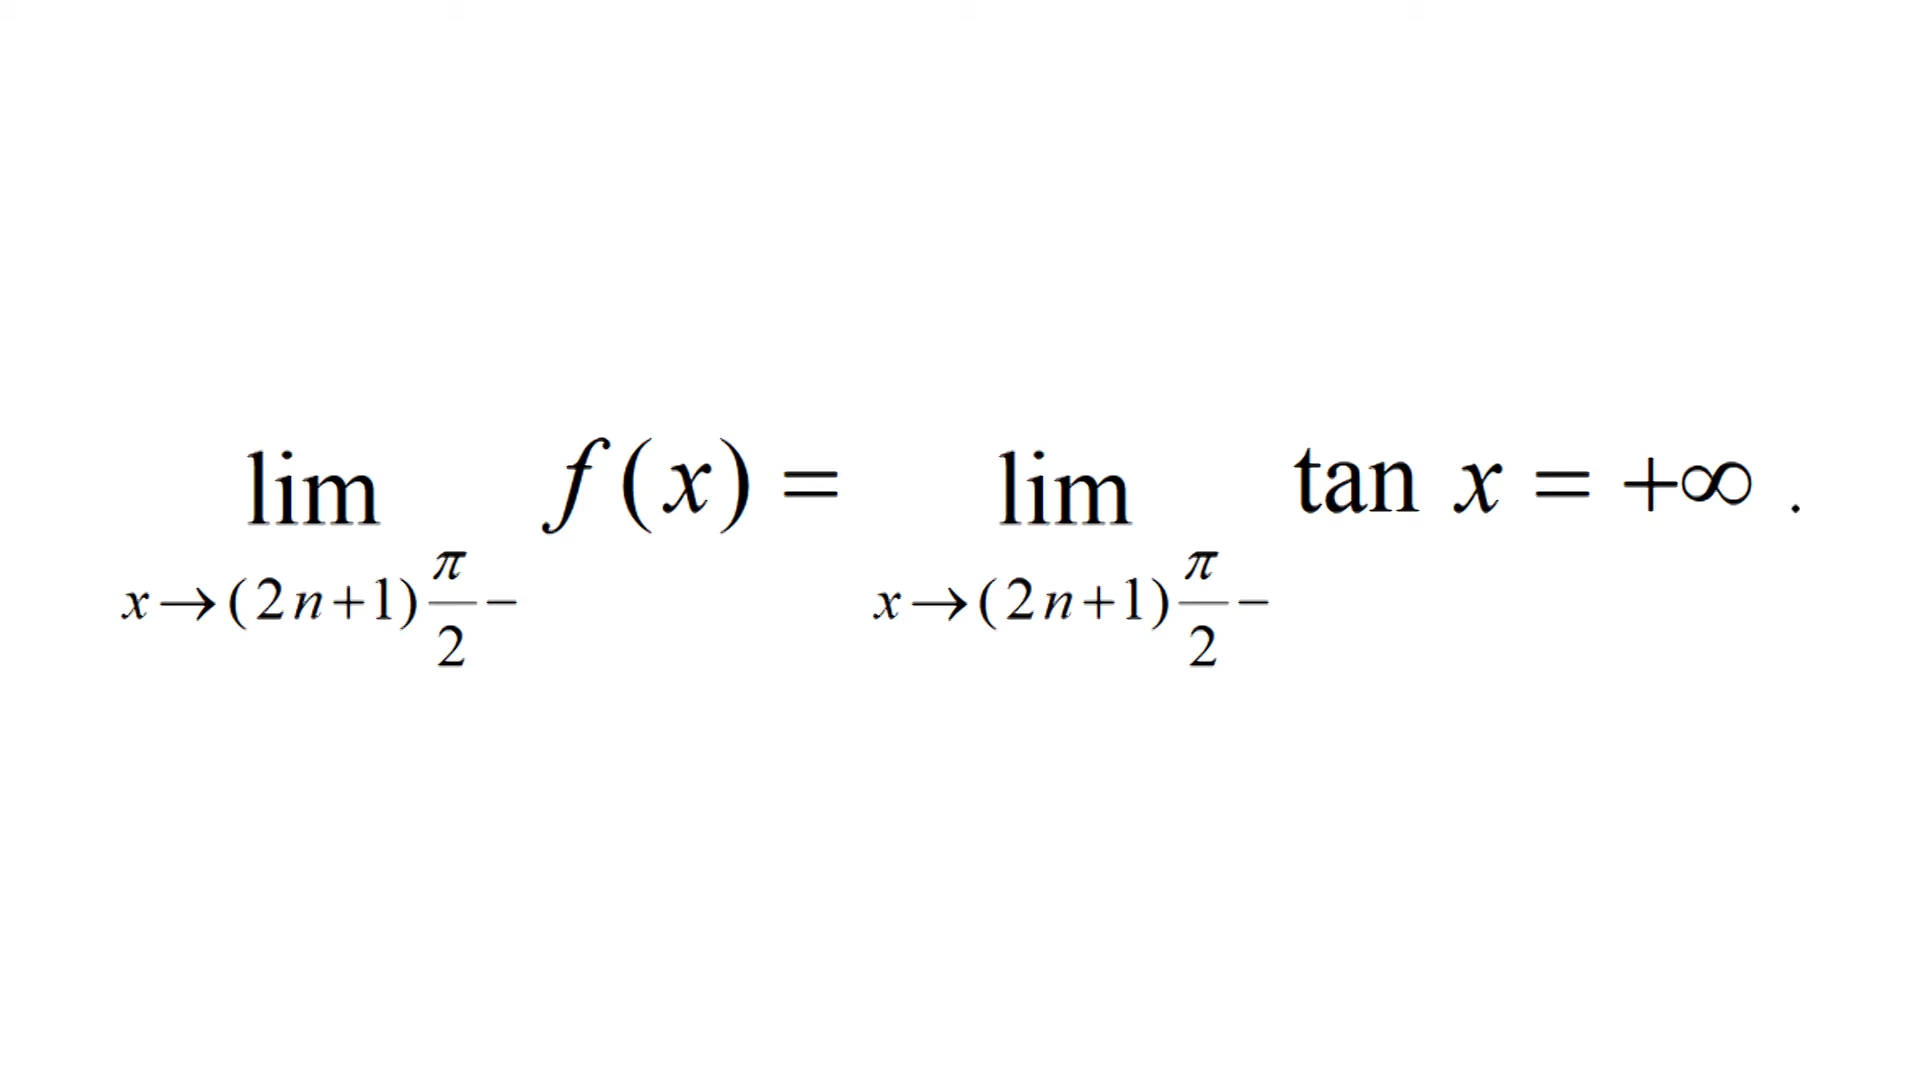 lim_{x→(2n+1)π/2−} f(x) = lim_{x→(2n+1)π/2−} tan x = +∞ .